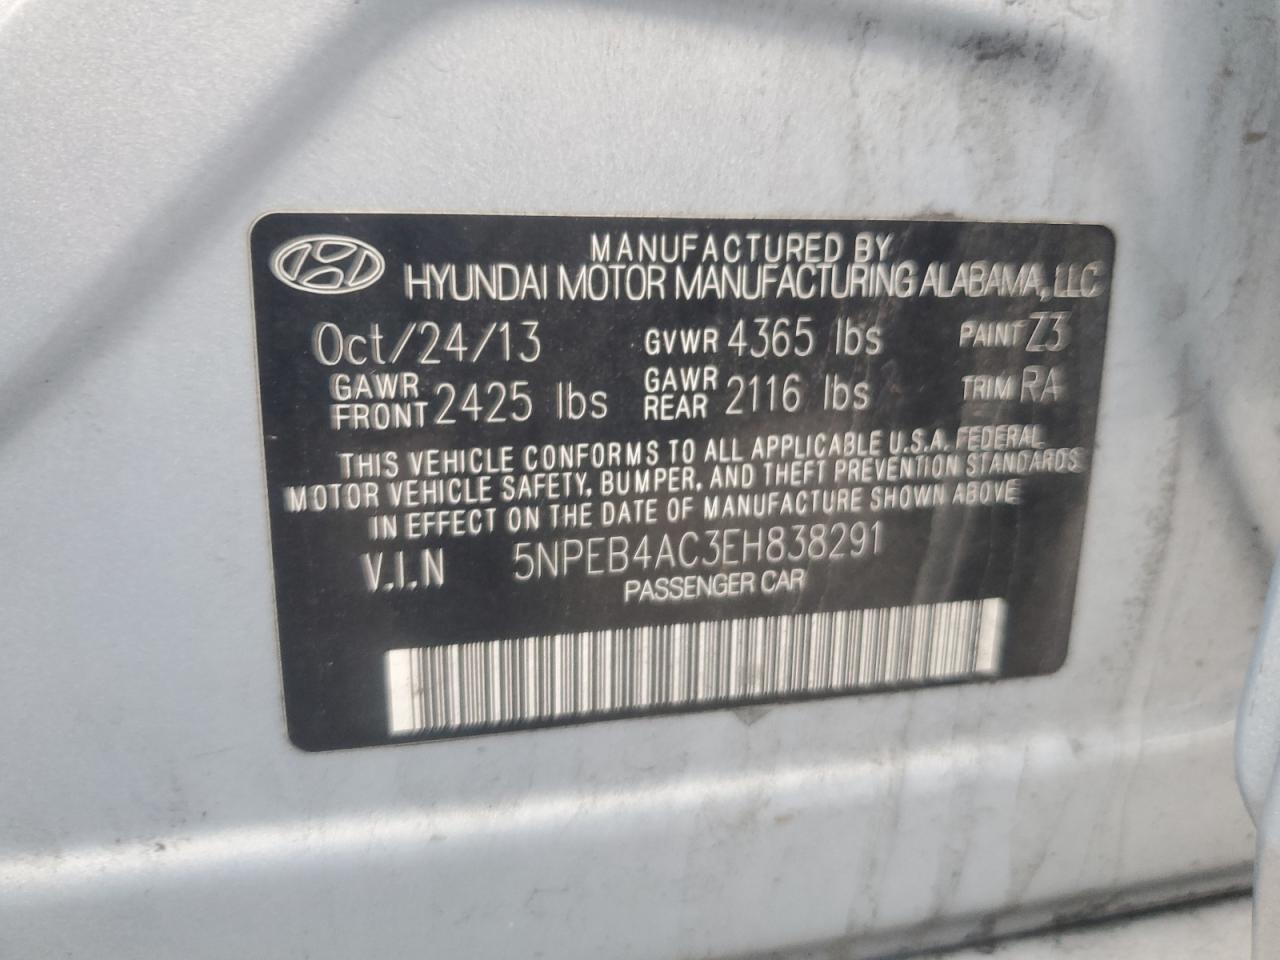 MANUFACTURED BY
HYUNDAI MOTOR MANUFACTURING ALABAMA, LLC
Oct/24/13 GVWR 4365 lbs PAINT Z3
GAWR FRONT 2425 lbs GAWR REAR 2116 lbs TRIM RA
THIS VEHICLE CONFORMS TO ALL APPLICABLE U.S.A. FEDERAL
MOTOR VEHICLE SAFETY, BUMPER, AND THEFT PREVENTION STANDARDS
IN EFFECT ON THE DATE OF MANUFACTURE SHOWN ABOVE
V.I.N 5NPEB4AC3EH838291
PASSENGER CAR